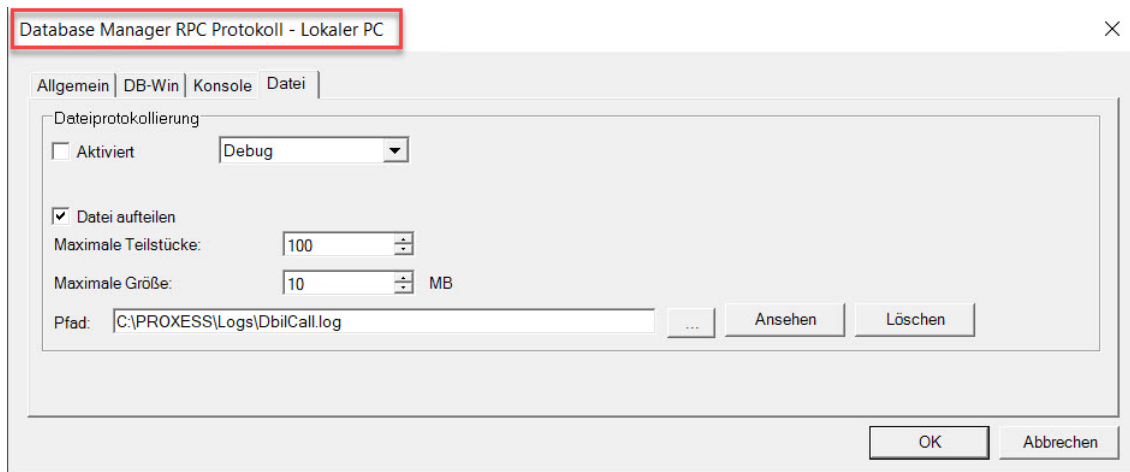 Database Manager RPC Protokoll - Lokaler PC
Allgemein DB-Win Konsole Datei
Dateiprotokollierung
Aktiviert Debug
Datei aufteilen
Maximale Teilstücke: 100
Maximale Größe: 10 MB
Pfad: C:\PROXESS\Logs\DbilCall.log ... Ansehen Löschen
OK Abbrechen